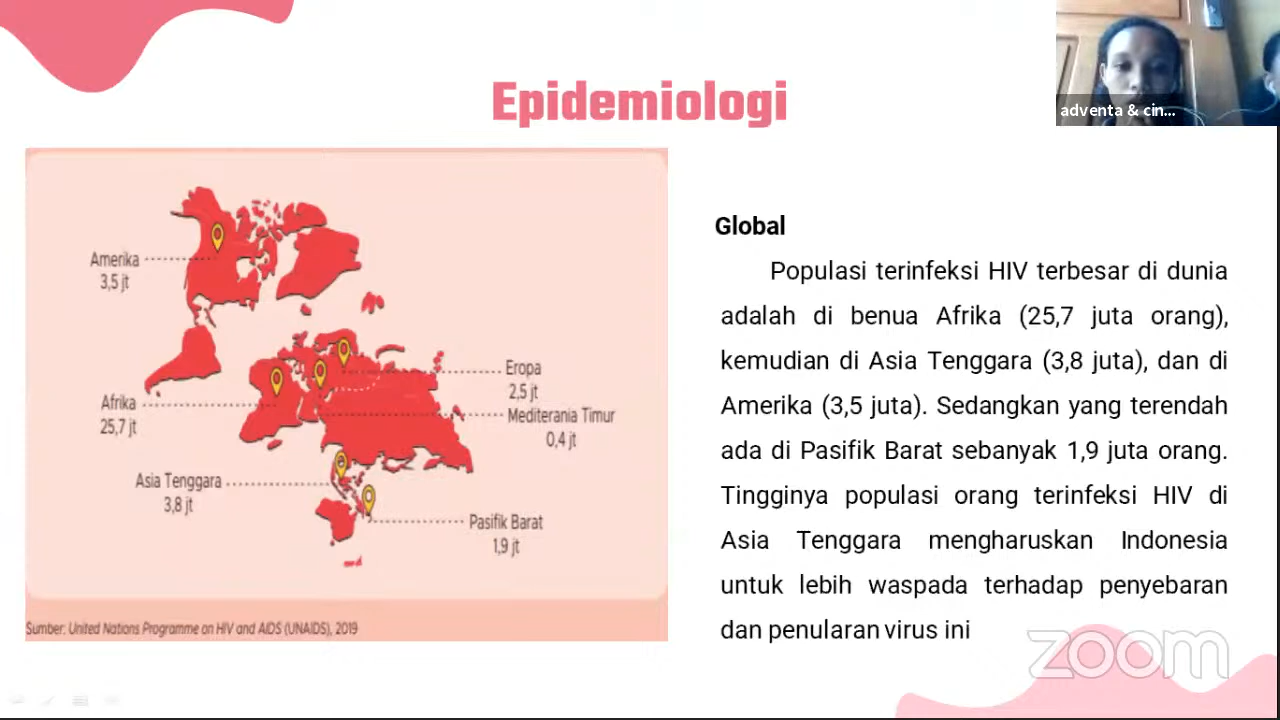 Epidemiologi
adventa & cin...
Amerika
3,5 jt
Afrika
25,7 jt
Asia Tenggara
3,8 jt
Eropa
2,5 jt
Mediterania Timur
0,4 jt
Pasifik Barat
1,9 jt
Sumber: United Nations Programme on HIV and AIDS (UNAIDS), 2019
Global
Populasi terinfeksi HIV terbesar di dunia
adalah di benua Afrika (25,7 juta orang),
kemudian di Asia Tenggara (3,8 juta), dan di
Amerika (3,5 juta). Sedangkan yang terendah
ada di Pasifik Barat sebanyak 1,9 juta orang.
Tingginya populasi orang terinfeksi HIV di
Asia Tenggara mengharuskan Indonesia
untuk lebih waspada terhadap penyebaran
dan penularan virus ini
zoom